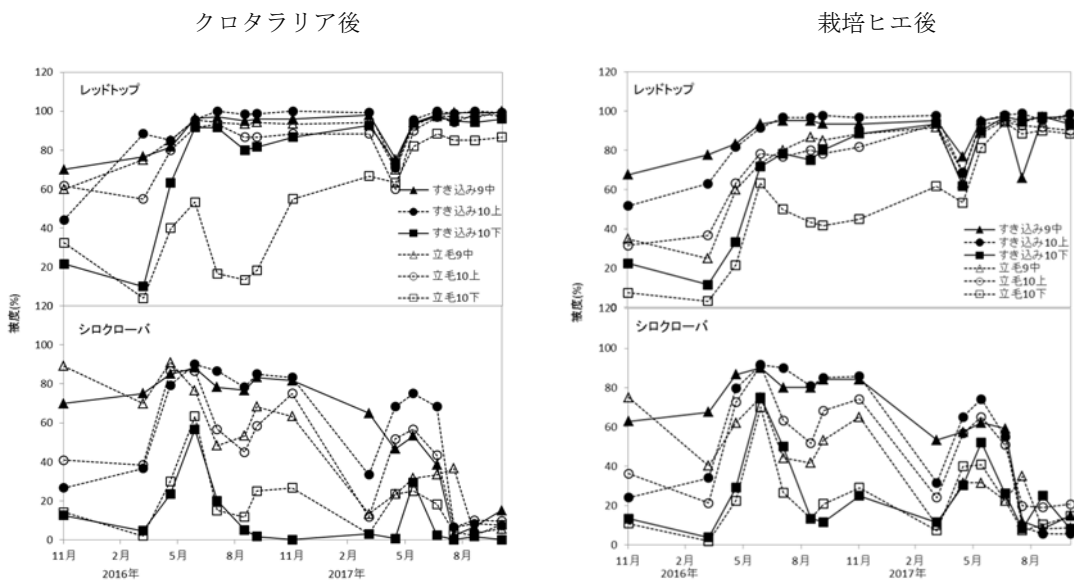 クロタラリア後
栽培ヒエ後
120
レッドトップ
100
80
60
40
20
すき込み9中
すき込み10上
すき込み10下
立毛9中
立毛10上
立毛10下
被度(%)
120
シロクローバ
100
80
60
40
20
0
11月 2月 5月 8月 11月 2月 5月 8月
2016年 2017年
120
レッドトップ
100
80
60
40
20
すき込み9中
すき込み10上
すき込み10下
立毛9中
立毛10上
立毛10下
被度(%)
120
シロクローバ
100
80
60
40
20
0
11月 2月 5月 8月 11月 2月 5月 8月
2016年 2017年